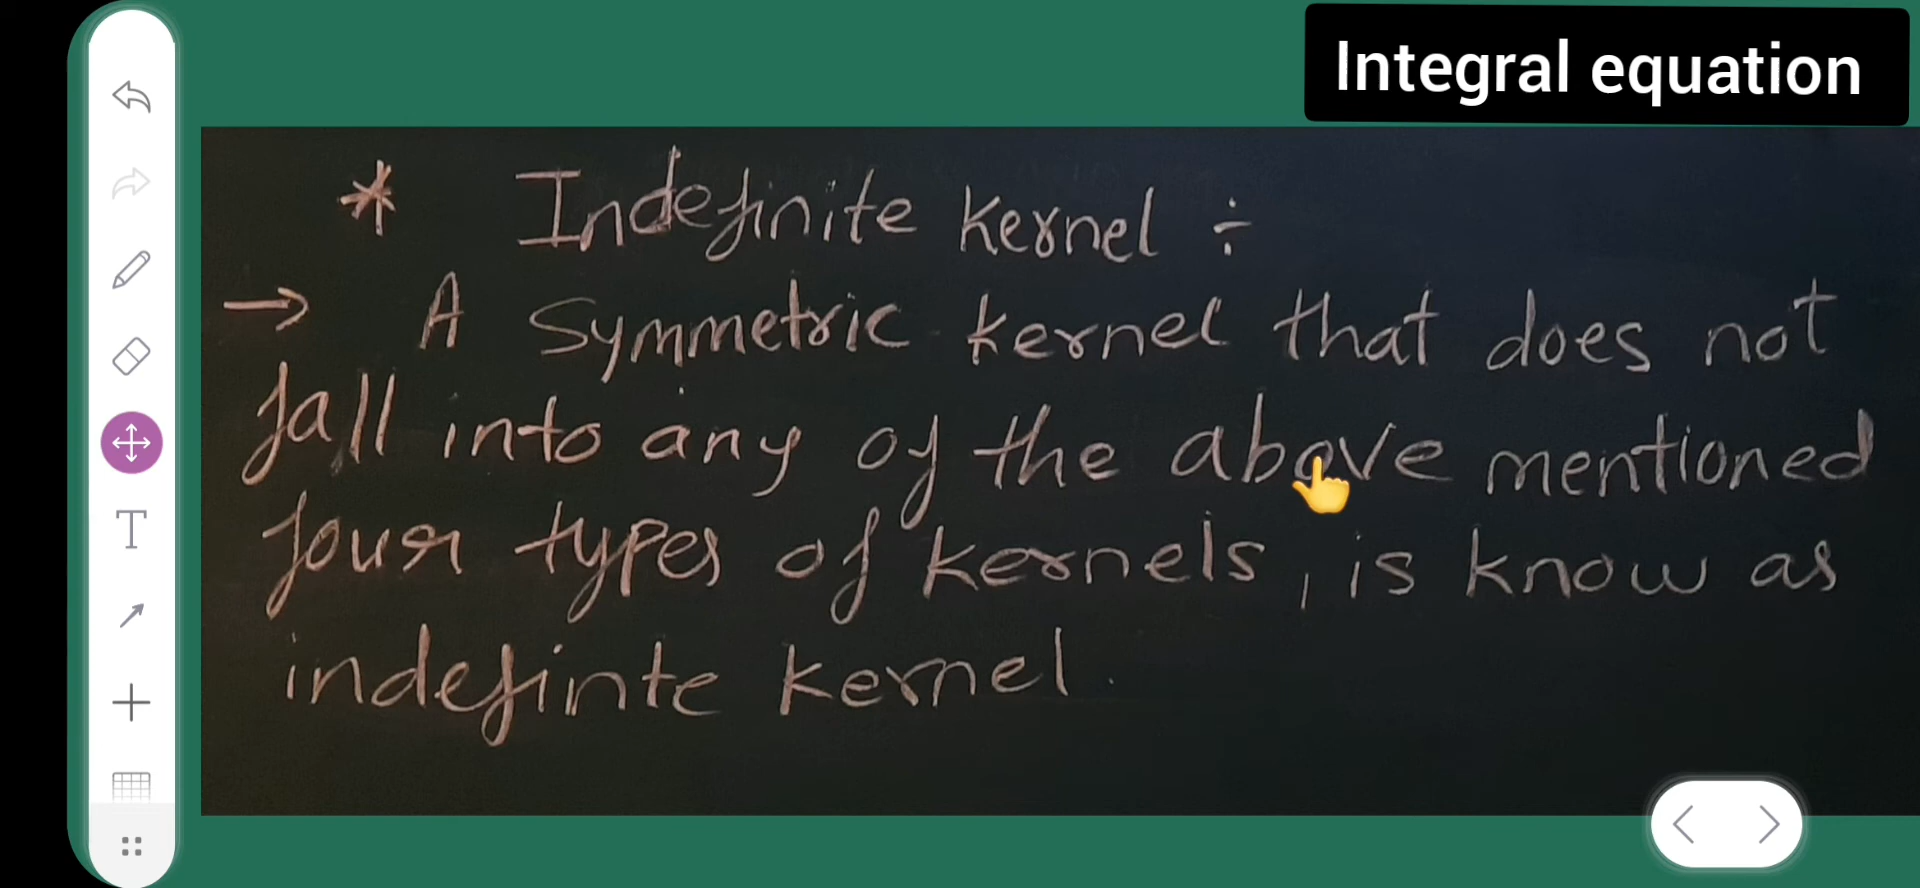 Integral equation
* Indefinite kernel ÷
→ A Symmetric kernel that does not
fall into any of the above mentioned
four types of kernels, is know as
indefinte kernel.
T